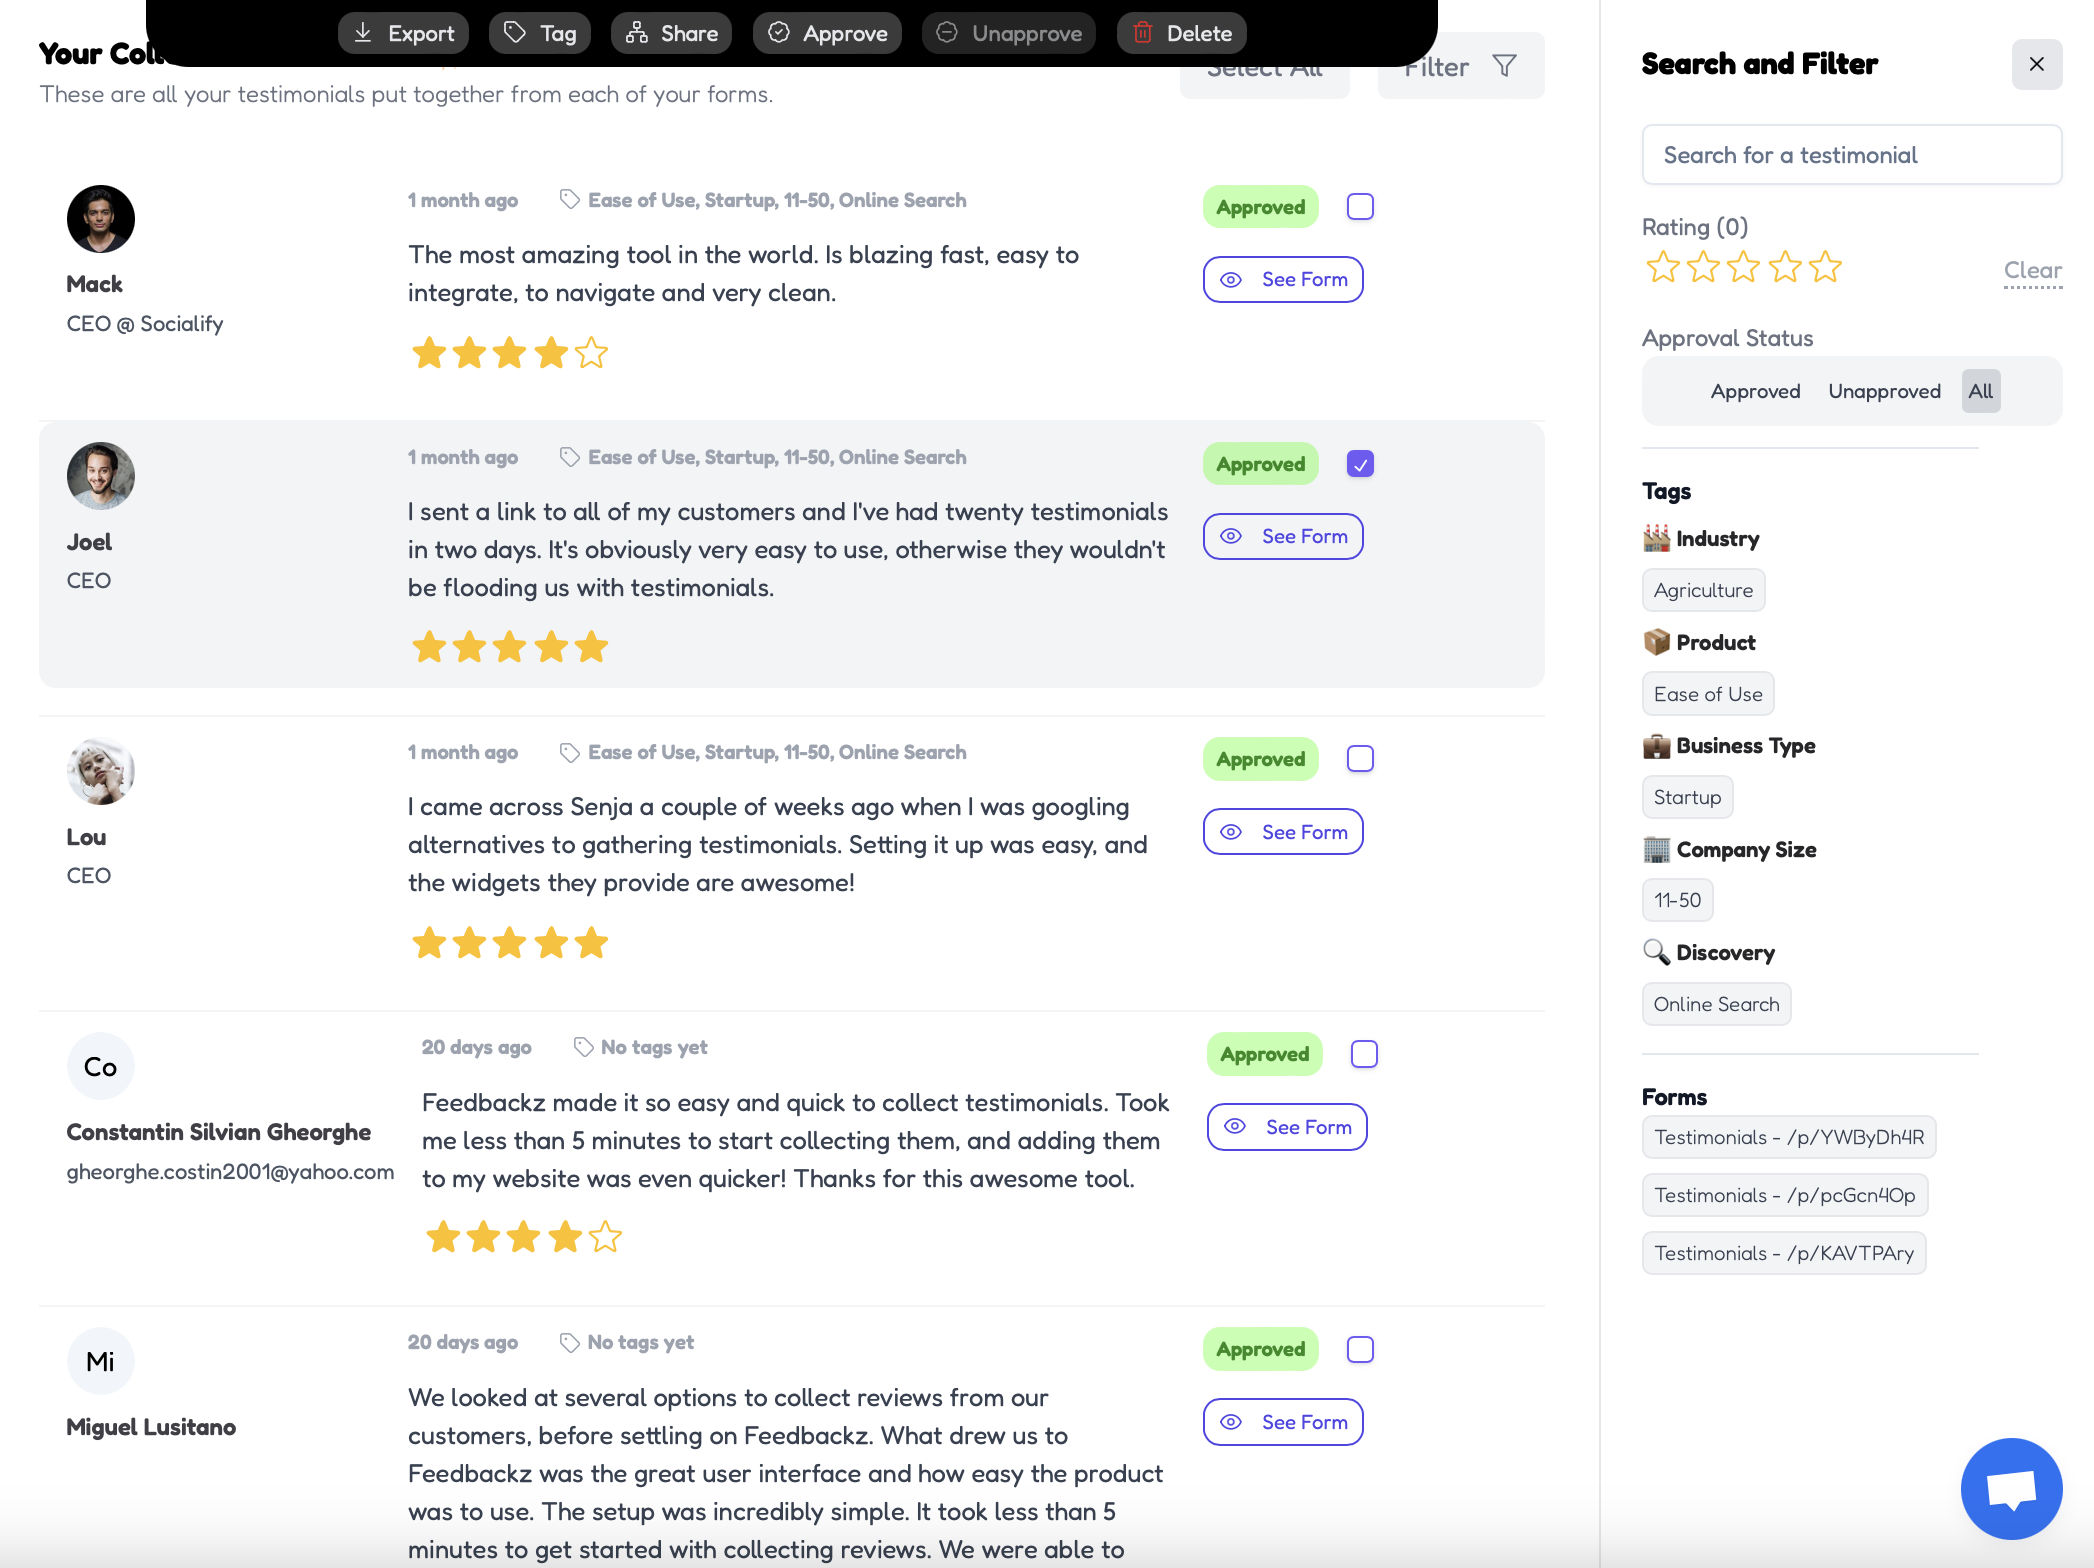 Export
Tag
Share
Approve
Unapprove
Delete
Your
Select All
Filter
These are all your testimonials put together from each of your forms.
1 month ago
Ease of Use, Startup, 11-50, Online Search
Approved
The most amazing tool in the world. Is blazing fast, easy to
integrate, to navigate and very clean.
See Form
Mack
CEO @ Socialify
1 month ago
Ease of Use, Startup, 11-50, Online Search
Approved
I sent a link to all of my customers and I've had twenty testimonials
in two days. It's obviously very easy to use, otherwise they wouldn't
be flooding us with testimonials.
See Form
Joel
CEO
1 month ago
Ease of Use, Startup, 11-50, Online Search
Approved
I came across Senja a couple of weeks ago when I was googling
alternatives to gathering testimonials. Setting it up was easy, and
the widgets they provide are awesome!
See Form
Lou
CEO
Co
20 days ago
No tags yet
Approved
Feedbackz made it so easy and quick to collect testimonials. Took
me less than 5 minutes to start collecting them, and adding them
to my website was even quicker! Thanks for this awesome tool.
See Form
Constantin Silvian Gheorghe
gheorghe.costin2001@yahoo.com
Mi
20 days ago
No tags yet
Approved
We looked at several options to collect reviews from our
customers, before settling on Feedbackz. What drew us to
Feedbackz was the great user interface and how easy the product
was to use. The setup was incredibly simple. It took less than 5
minutes to get started with collecting reviews. We were able to
See Form
Miguel Lusitano
Search and Filter
Search for a testimonial
Rating (0)
Clear
Approval Status
Approved
Unapproved
All
Tags
Industry
Agriculture
Product
Ease of Use
Business Type
Startup
Company Size
11-50
Discovery
Online Search
Forms
Testimonials - /p/YWByDh4R
Testimonials - /p/pcGcn4Op
Testimonials - /p/KAVTPAry